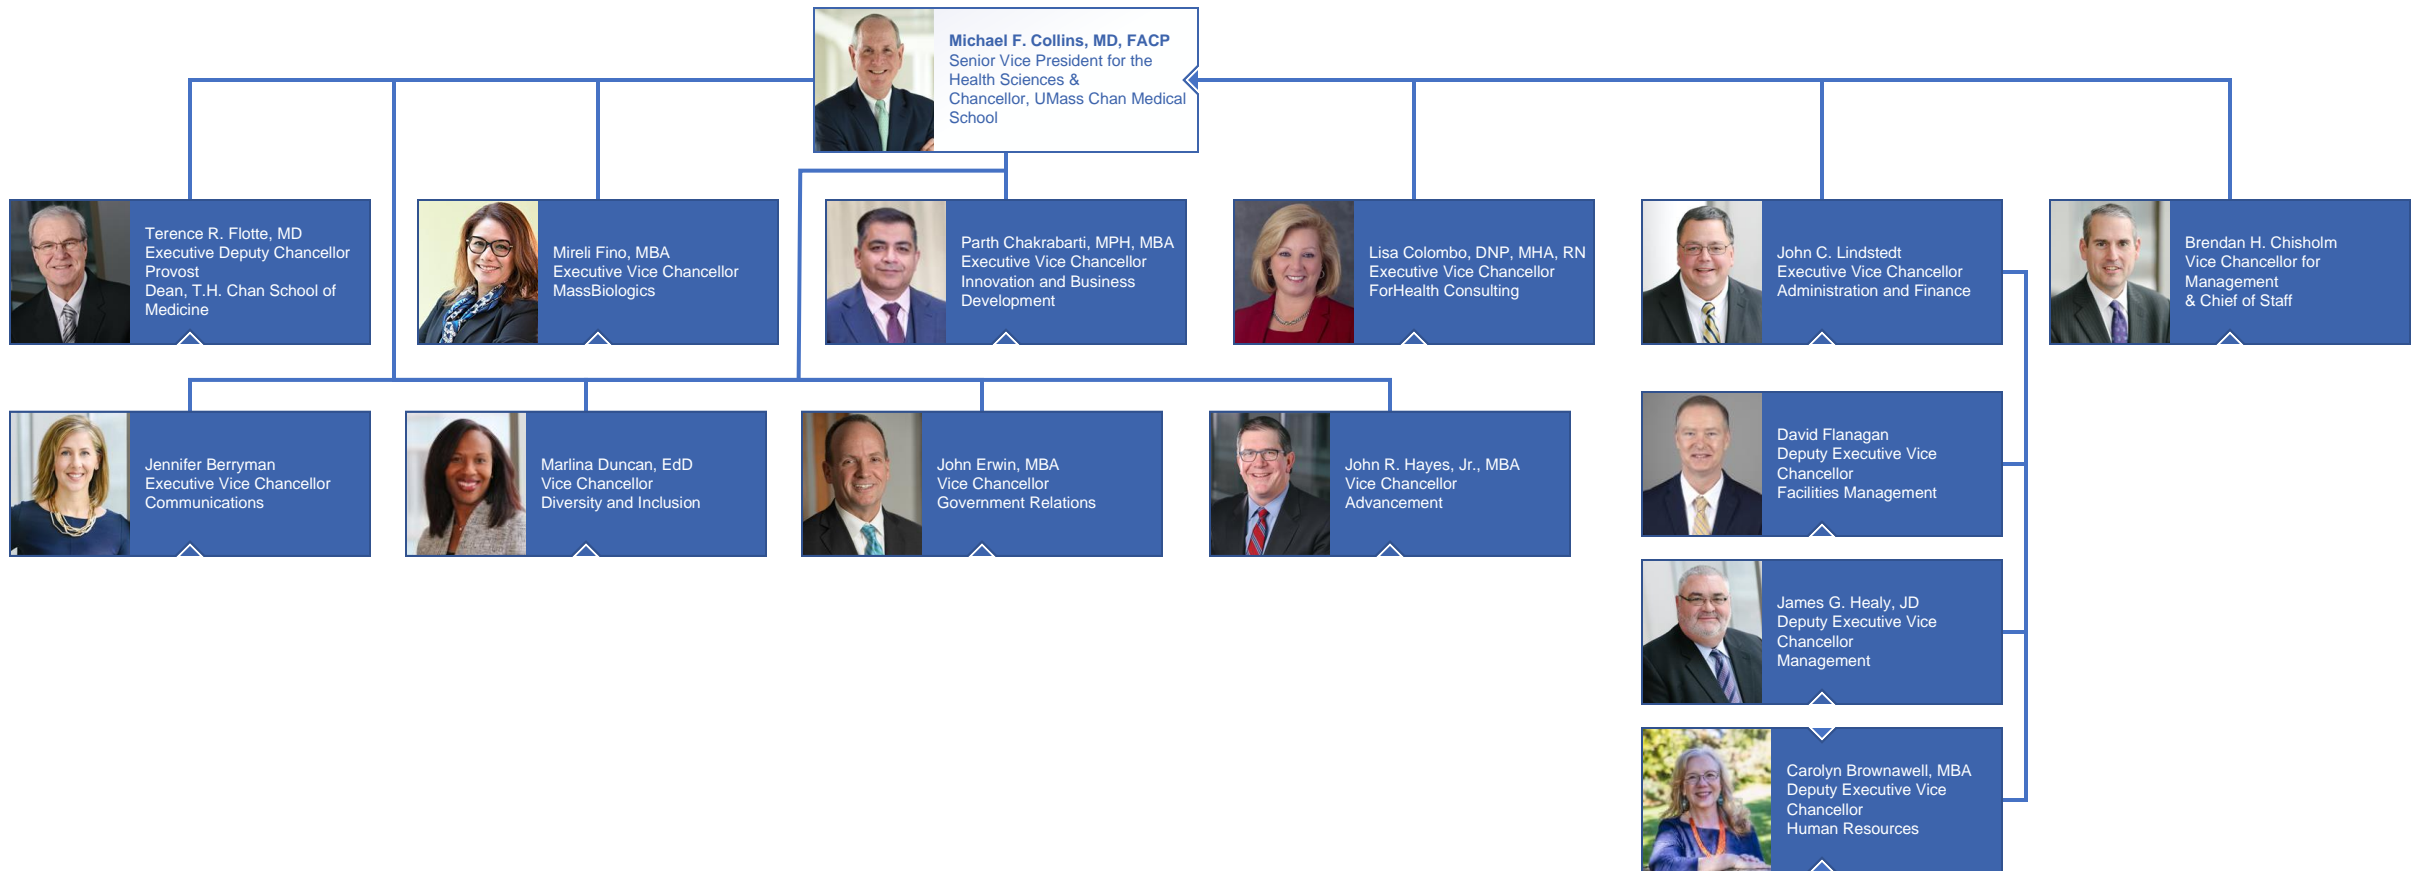 Michael F. Collins, MD, FACP
Senior Vice President for the
Health Sciences &
Chancellor, UMass Chan Medical
School
Terence R. Flotte, MD
Executive Deputy Chancellor
Provost
Dean, T.H. Chan School of
Medicine
Mireli Fino, MBA
Executive Vice Chancellor
MassBiologics
Parth Chakrabarti, MPH, MBA
Executive Vice Chancellor
Innovation and Business
Development
Lisa Colombo, DNP, MHA, RN
Executive Vice Chancellor
ForHealth Consulting
John C. Lindstedt
Executive Vice Chancellor
Administration and Finance
Brendan H. Chisholm
Vice Chancellor for
Management
& Chief of Staff
Jennifer Berryman
Executive Vice Chancellor
Communications
Marlina Duncan, EdD
Vice Chancellor
Diversity and Inclusion
John Erwin, MBA
Vice Chancellor
Government Relations
John R. Hayes, Jr., MBA
Vice Chancellor
Advancement
David Flanagan
Deputy Executive Vice
Chancellor
Facilities Management
James G. Healy, JD
Deputy Executive Vice
Chancellor
Management
Carolyn Brownawell, MBA
Deputy Executive Vice
Chancellor
Human Resources